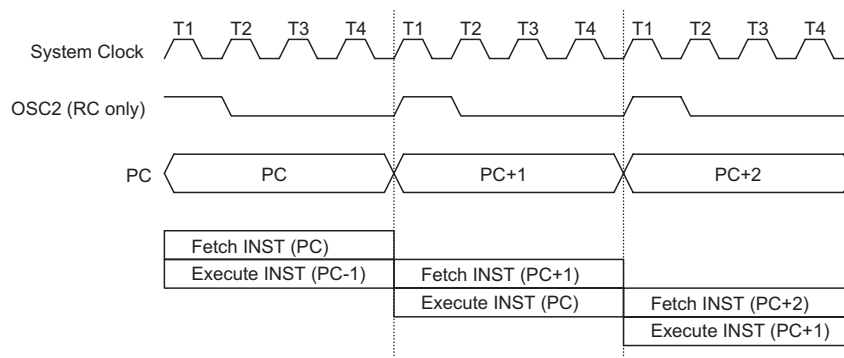 T1 T2 T3 T4 T1 T2 T3 T4 T1 T2 T3 T4
System Clock
OSC2 (RC only)
PC PC PC+1 PC+2
Fetch INST (PC)
Execute INST (PC-1) Fetch INST (PC+1)
Execute INST (PC) Fetch INST (PC+2)
Execute INST (PC+1)